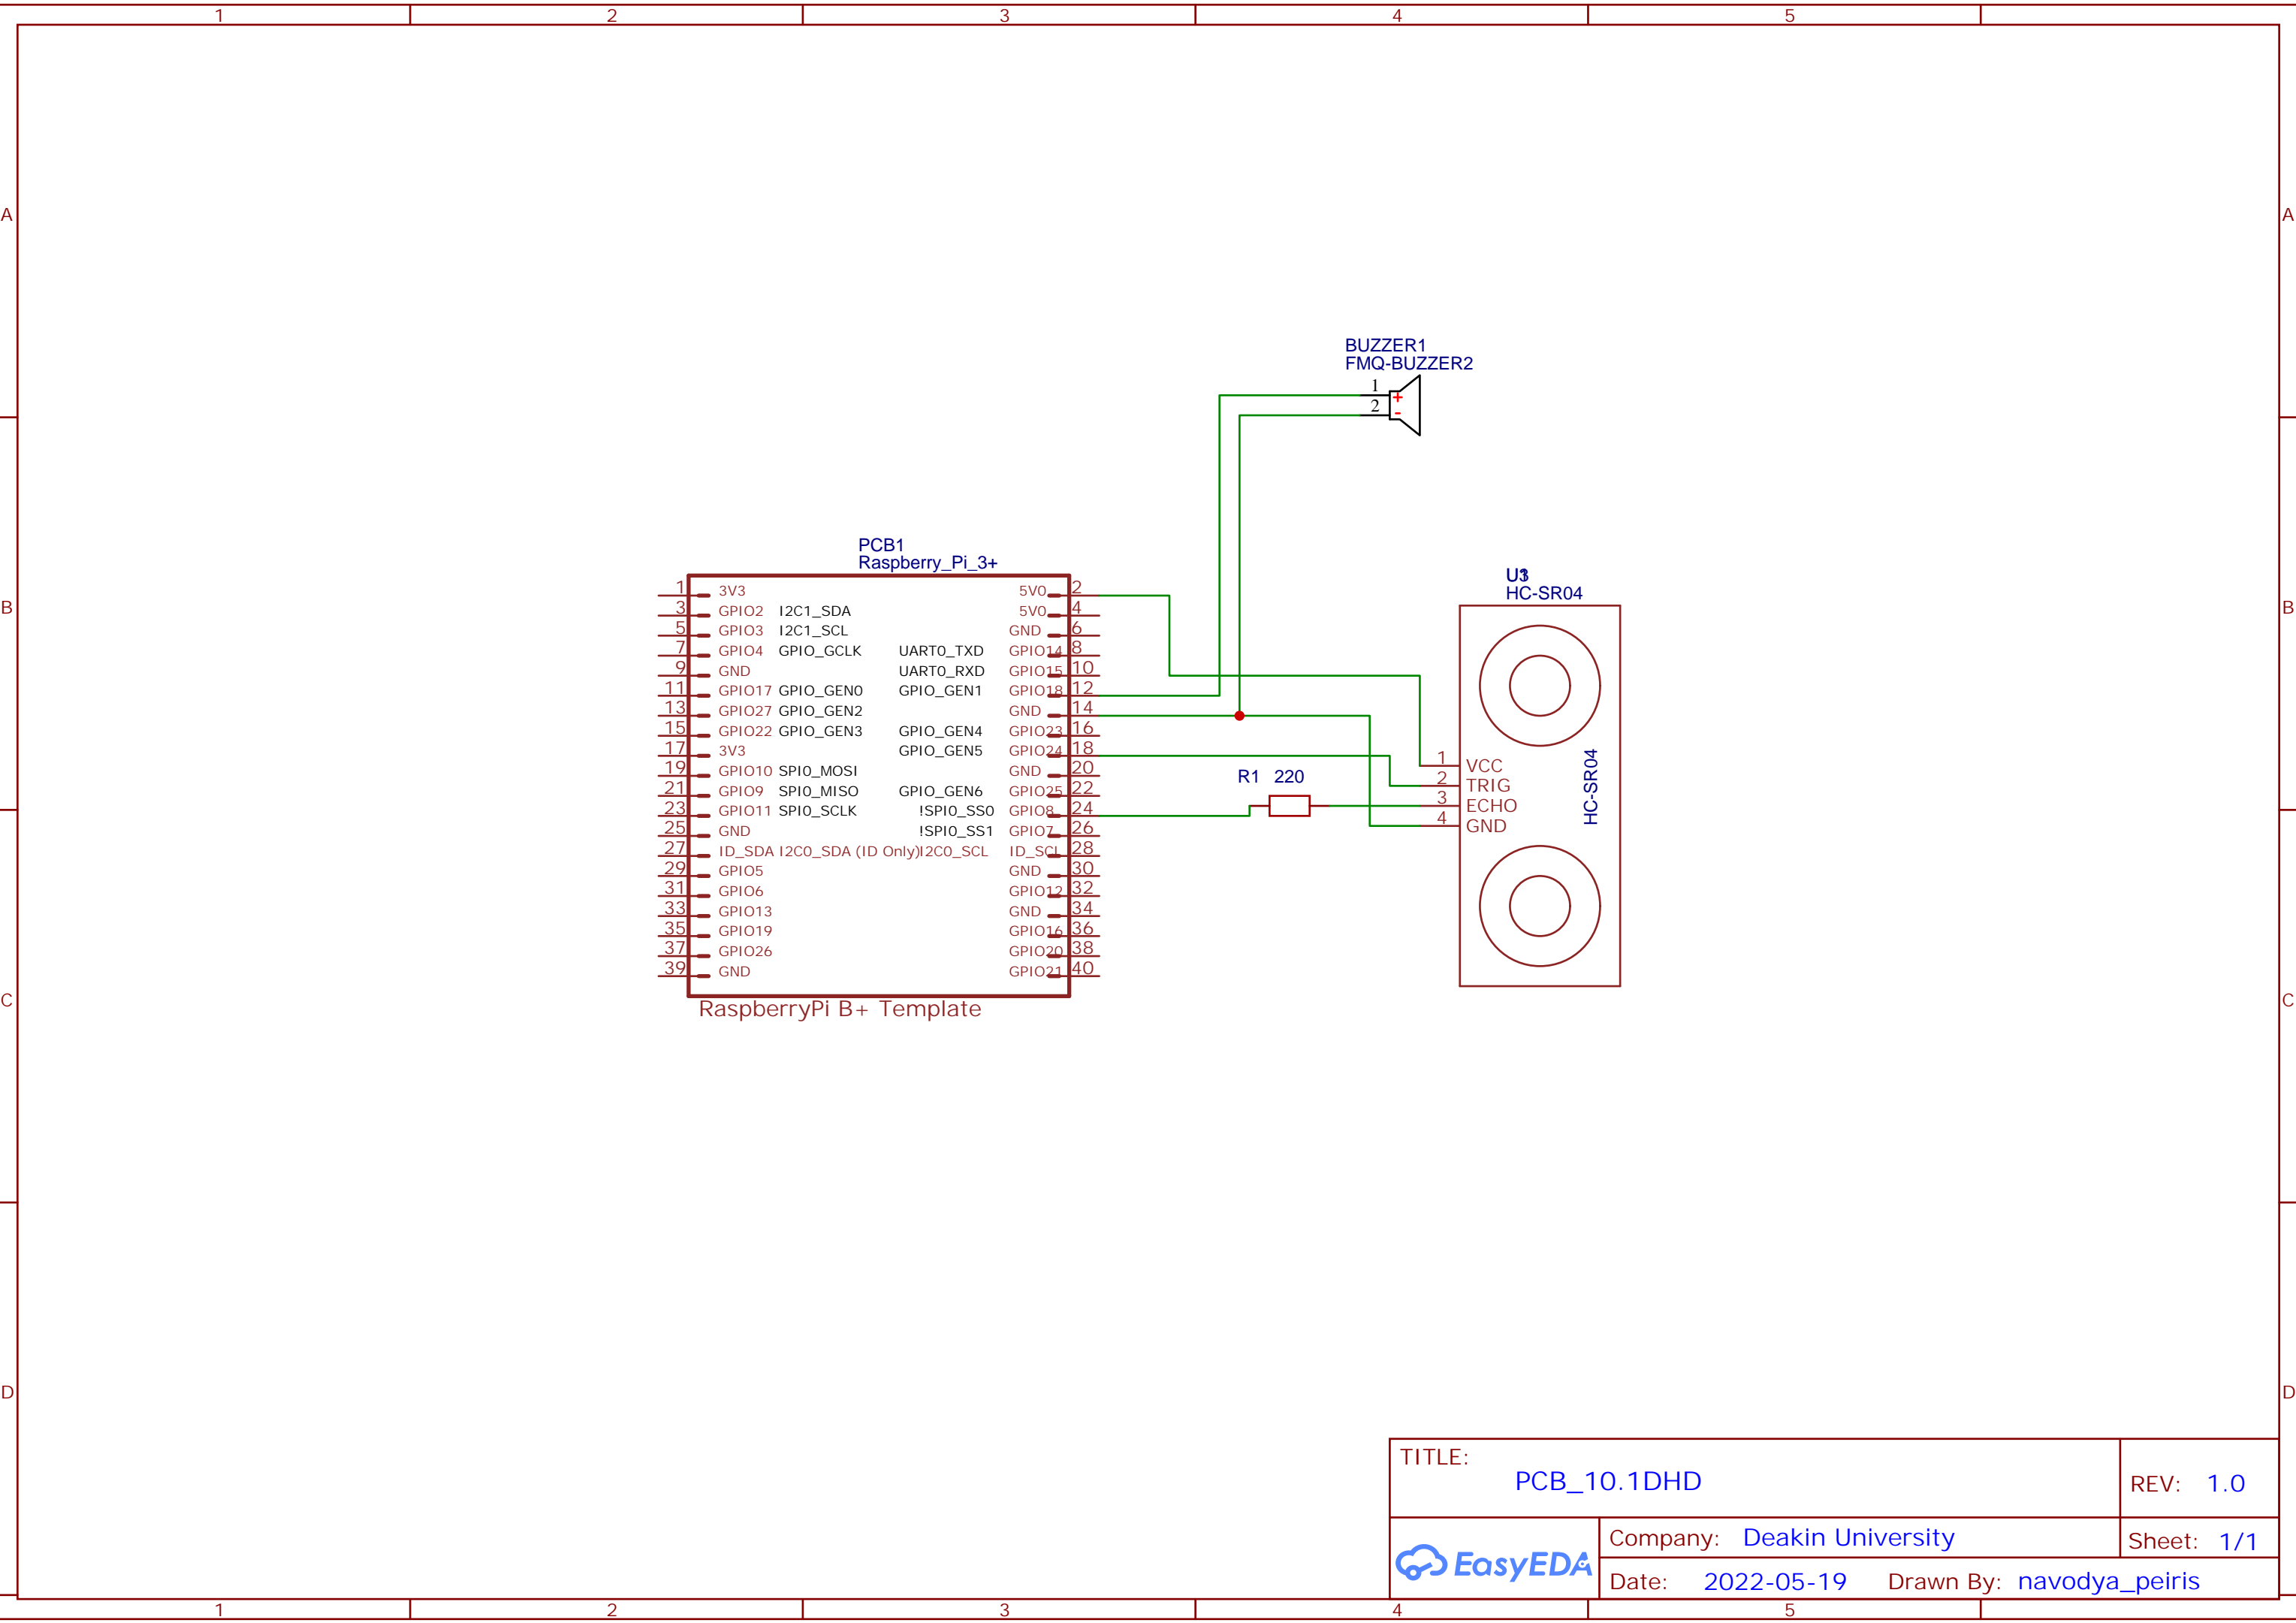 1 2 3 4 5
A A
BUZZER1
FMQ-BUZZER2
1 +
2 -
PCB1
Raspberry_Pi_3+
HC-SR04
B B
1 3V3 5V0 2
3 GPIO2 I2C1_SDA 5V0 4
5 GPIO3 I2C1_SCL GND 6
7 GPIO4 GPIO_GCLK UART0_TXD GPIO14 8
9 GND UART0_RXD GPIO15 10
11 GPIO17 GPIO_GEN0 GPIO_GEN1 GPIO18 12
13 GPIO27 GPIO_GEN2 GND 14
15 GPIO22 GPIO_GEN3 GPIO_GEN4 GPIO23 16
17 3V3 GPIO_GEN5 GPIO24 18
19 GPIO10 SPI0_MOSI GND 20
21 GPIO9 SPI0_MISO GPIO_GEN6 GPIO25 22
23 GPIO11 SPI0_SCLK !SPI0_SS0 GPIO8 24
25 GND !SPI0_SS1 GPIO7 26
27 ID_SDA I2C0_SDA (ID Only) I2C0_SCL ID_SCL 28
29 GPIO5 GND 30
31 GPIO6 GPIO12 32
33 GPIO13 GND 34
35 GPIO19 GPIO16 36
37 GPIO26 GPIO20 38
39 GND GPIO21 40
RaspberryPi B+ Template
R1 220
1 VCC
2 TRIG
3 ECHO
4 GND
HC-SR04
C C
D D
TITLE:
PCB_10.1DHD
REV: 1.0
EasyEDA
Company: Deakin University
Sheet: 1/1
Date: 2022-05-19 Drawn By: navodya_peiris
1 2 3 4 5